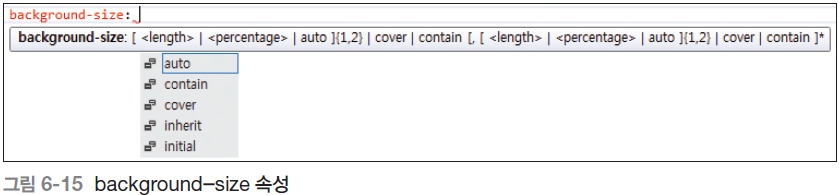 background-size:
background-size: [ <length> | <percentage> | auto ]{1,2} | cover | contain [, [ <length> | <percentage> | auto ]{1,2} | cover | contain ]*
auto
contain
cover
inherit
initial
그림 6-15 background-size 속성